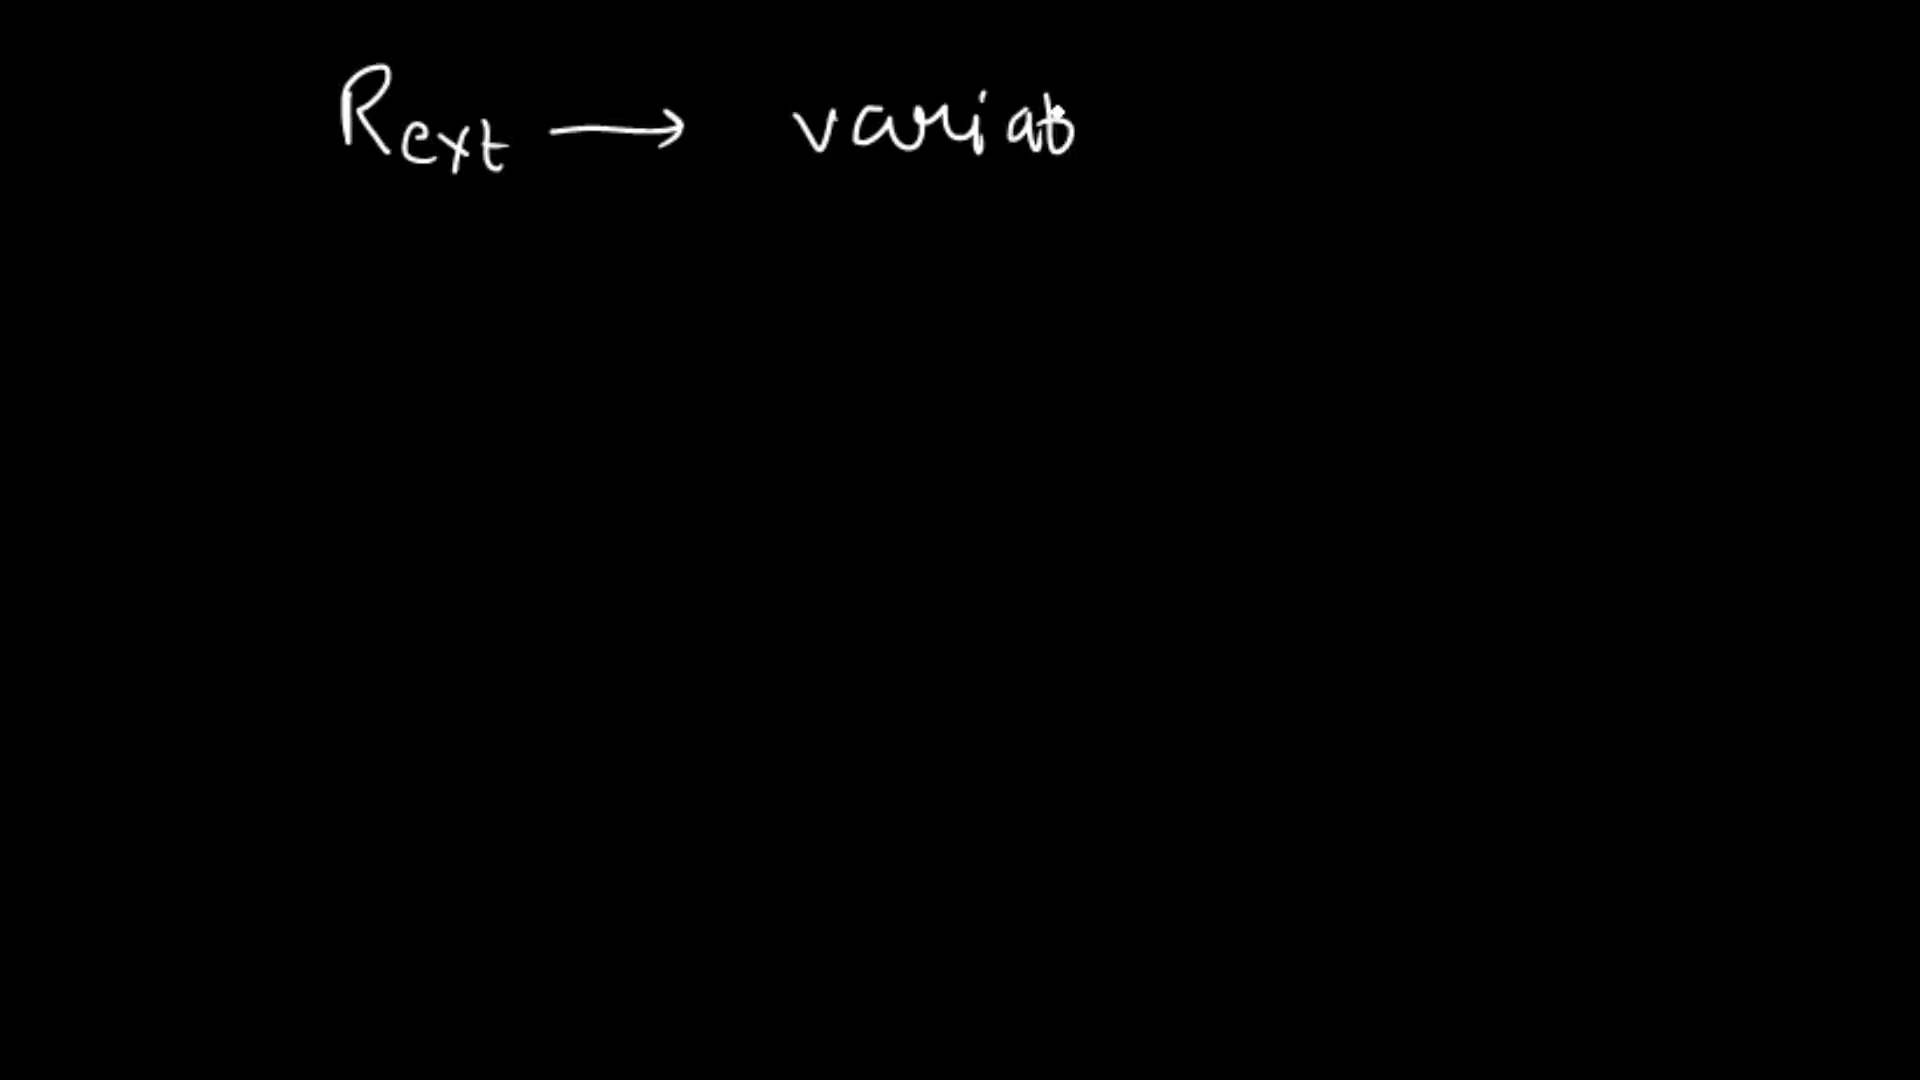 Rext → variab